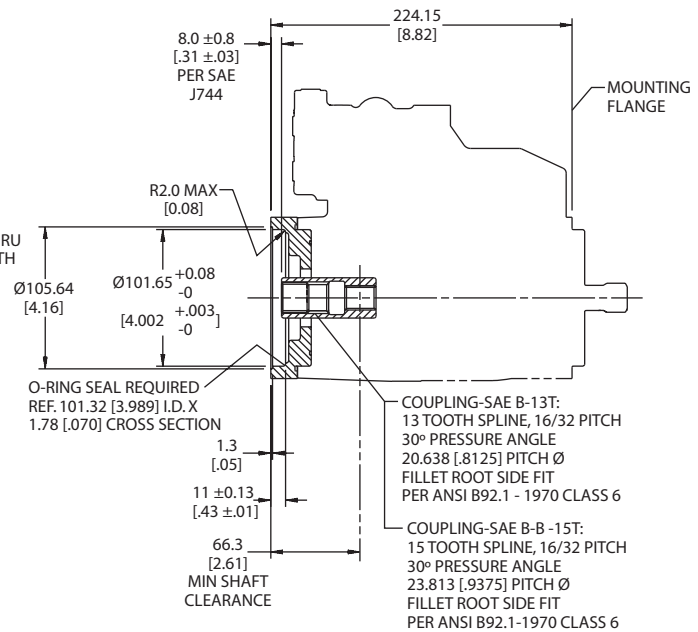 224.15
[8.82]
8.0 ±0.8
[.31 ±.03]
PER SAE
J744
MOUNTING
FLANGE
R2.0 MAX
[0.08]
RU
TH
Ø105.64
[4.16]
Ø101.65 +0.08
-0
[4.002 +.003 ]
-0
O-RING SEAL REQUIRED
REF. 101.32 [3.989] I.D. X
1.78 [.070] CROSS SECTION
1.3
[.05]
11 ±0.13
[.43 ±.01]
66.3
[2.61]
MIN SHAFT
CLEARANCE
COUPLING-SAE B-13T:
13 TOOTH SPLINE, 16/32 PITCH
30º PRESSURE ANGLE
20.638 [.8125] PITCH Ø
FILLET ROOT SIDE FIT
PER ANSI B92.1 - 1970 CLASS 6
COUPLING-SAE B-B -15T:
15 TOOTH SPLINE, 16/32 PITCH
30º PRESSURE ANGLE
23.813 [.9375] PITCH Ø
FILLET ROOT SIDE FIT
PER ANSI B92.1-1970 CLASS 6